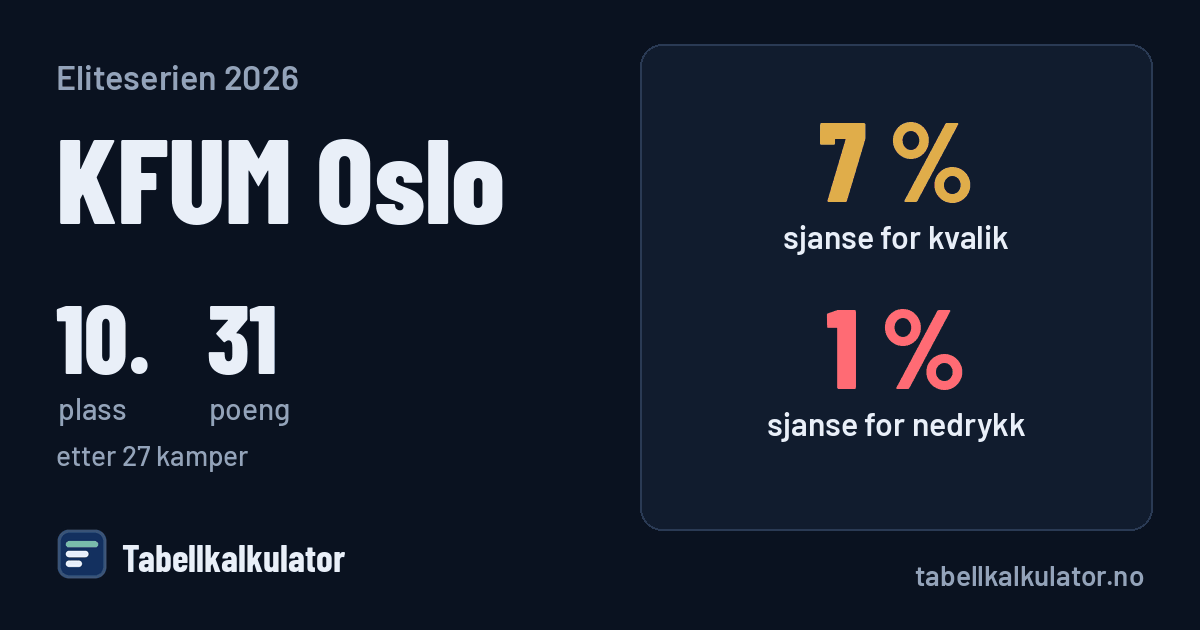 Eliteserien 2026
KFUM Oslo
10. 31
plass poeng
etter 27 kamper
Tabellkalkulator
7 %
sjanse for kvalik
1 %
sjanse for nedrykk
tabellkalkulator.no